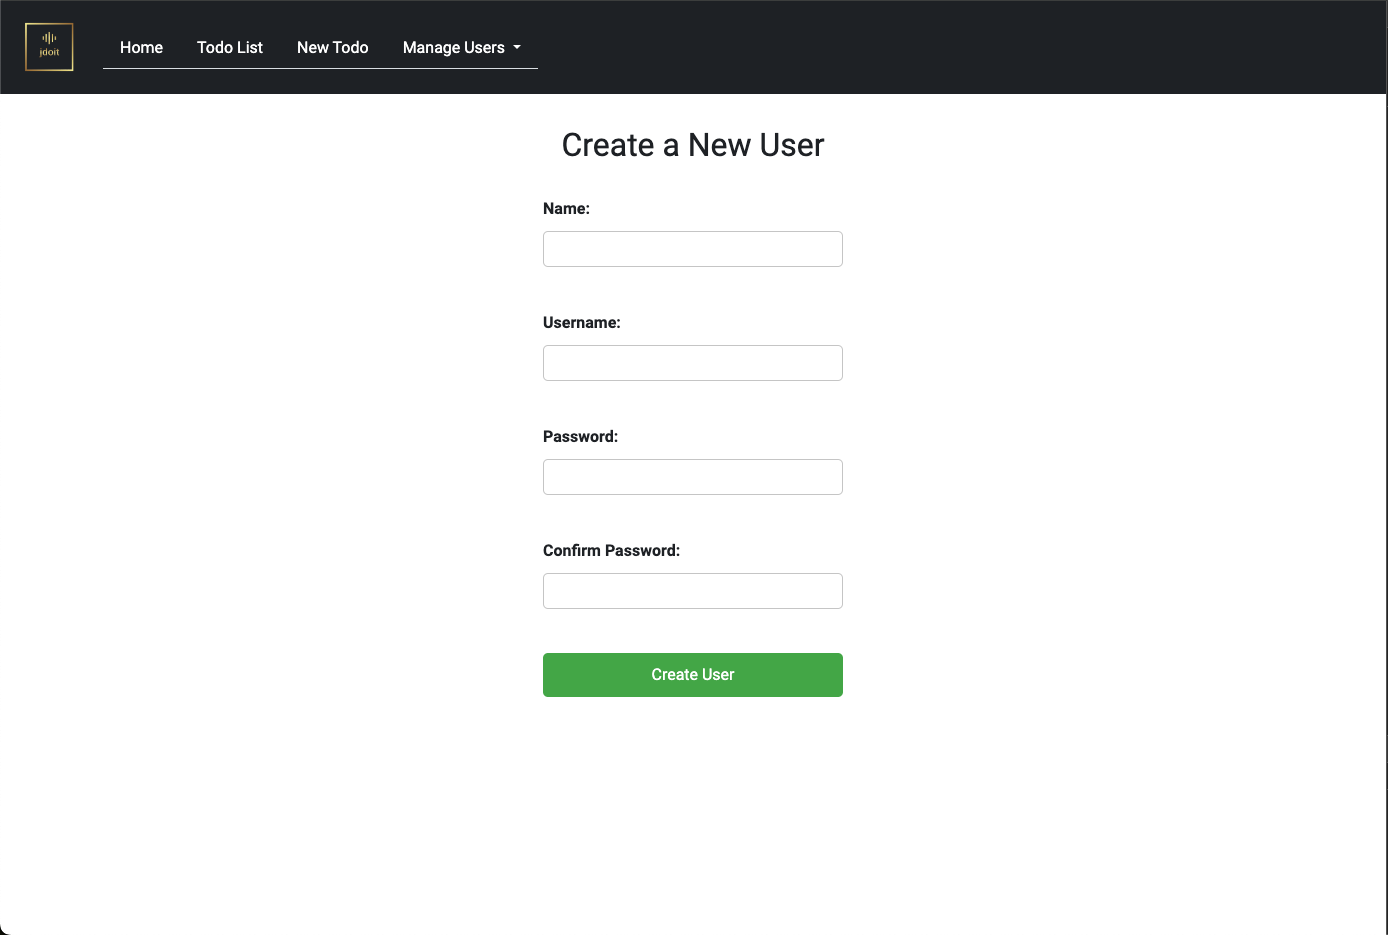 jdoit
Home Todo List New Todo Manage Users
Create a New User
Name:
Username:
Password:
Confirm Password:
Create User